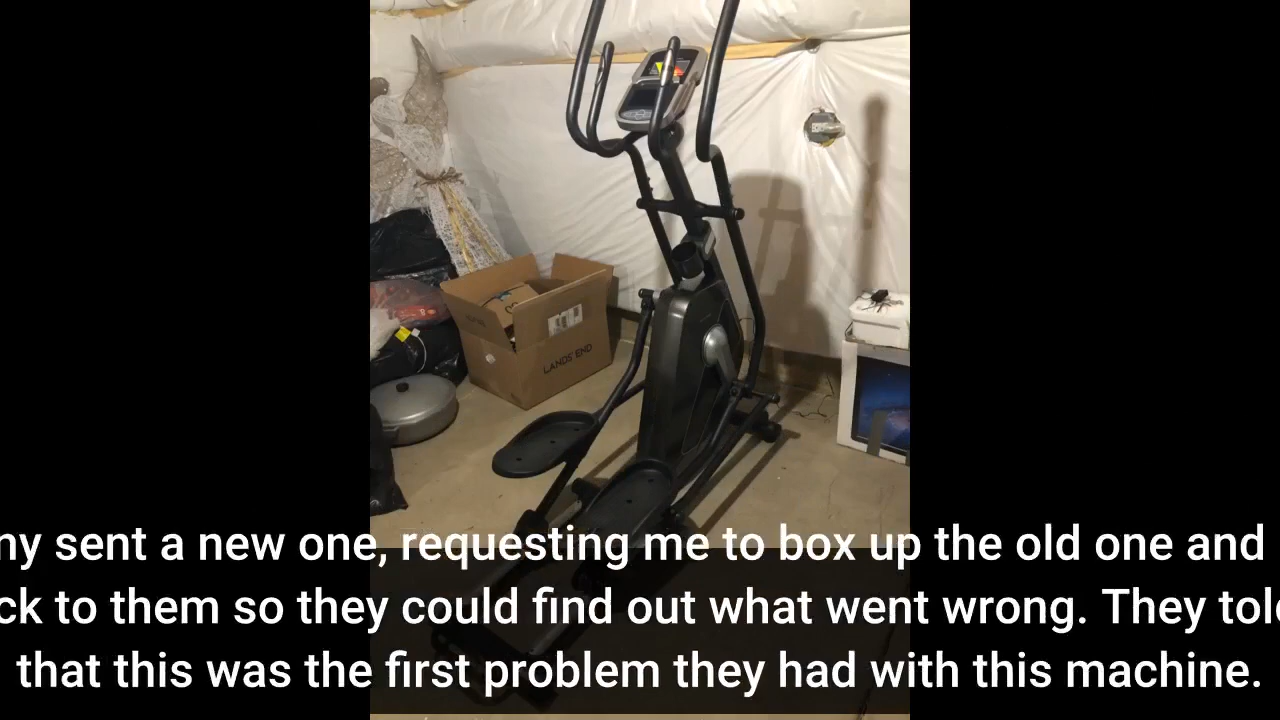 LANDS' END
ny sent a new one, requesting me to box up the old one and
ck to them so they could find out what went wrong. They tol
that this was the first problem they had with this machine.